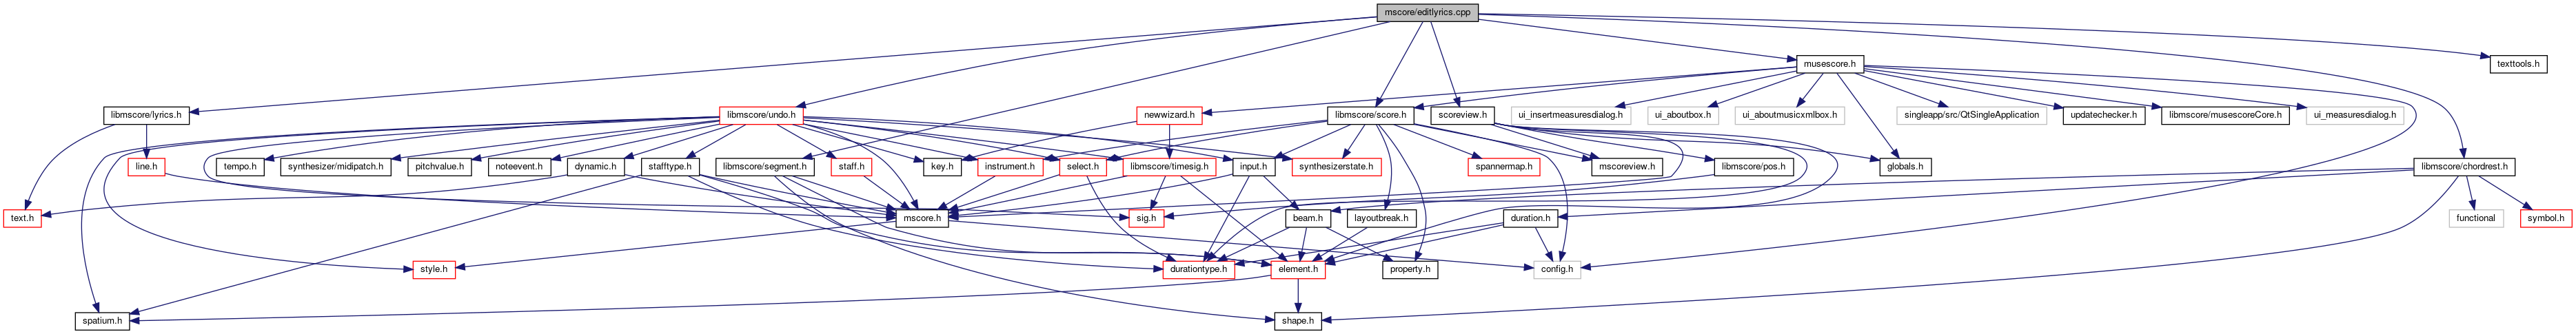 mscore/editlyrics.cpp
musescore.h
texttools.h
libmscore/lyrics.h
libmscore/undo.h
newwizard.h
libmscore/score.h
scoreview.h
ui_insertmeasuresdialog.h
ui_aboutbox.h
ui_aboutmusicxmlbox.h
singleapp/src/QtSingleApplication
updatechecker.h
libmscore/musescoreCore.h
ui_measuresdialog.h
line.h
tempo.h
synthesizer/midipatch.h
pitchvalue.h
noteevent.h
dynamic.h
stafftype.h
libmscore/segment.h
staff.h
key.h
instrument.h
select.h
libmscore/timesig.h
input.h
synthesizerstate.h
spannermap.h
mscoreview.h
libmscore/pos.h
globals.h
libmscore/chordrest.h
text.h
mscore.h
sig.h
beam.h
layoutbreak.h
duration.h
functional
symbol.h
style.h
durationtype.h
element.h
property.h
config.h
spatium.h
shape.h